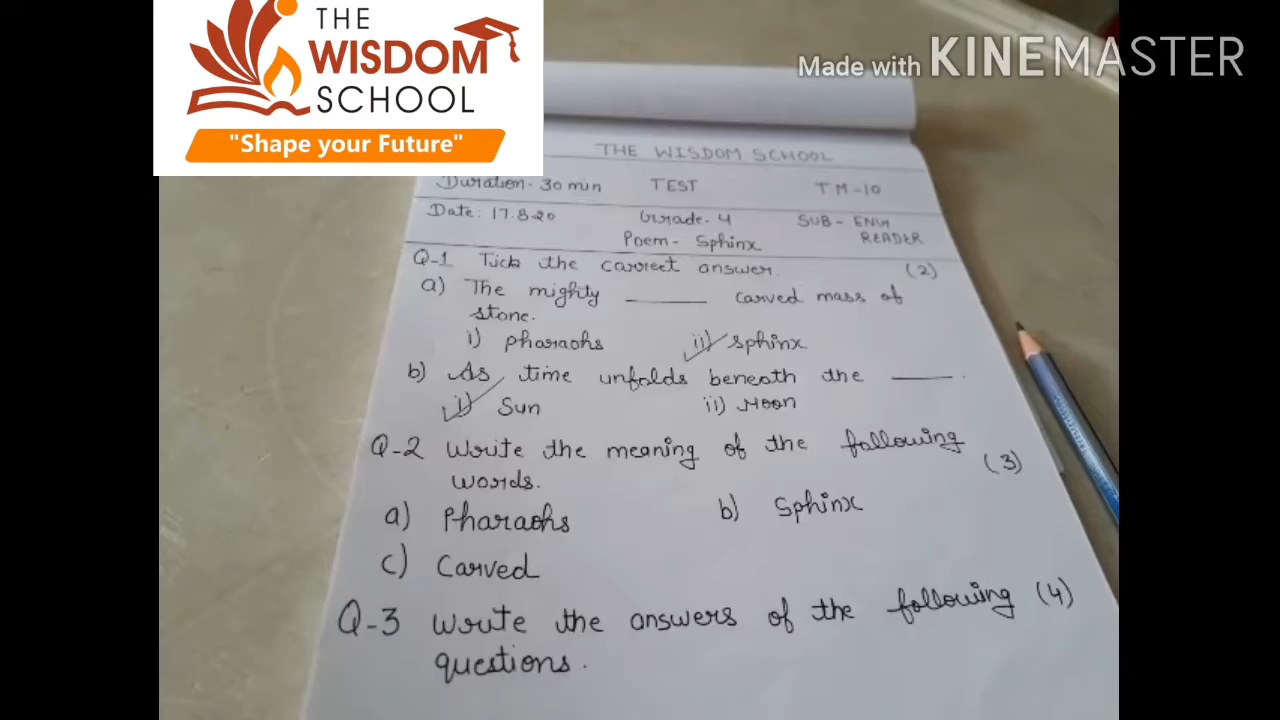 THE
WISDOM
SCHOOL
"Shape your Future"
Made with KINEMASTER
THE WISDOM SCHOOL
Duration - 30 min TEST TM-10
Date: 17.8.20 Grade - 4 SUB - ENG
Poem - Sphinx READER
Q-1 Tick the correct answer. (2)
a) The mighty ______ carved mass of
stone.
i) pharaohs ii) sphinx
b) As time unfolds beneath the ______.
i) Sun ii) Moon
Q-2 Write the meaning of the following
words. (3)
a) Pharaohs b) Sphinx
c) Carved
Q-3 Write the answers of the following (4)
questions.